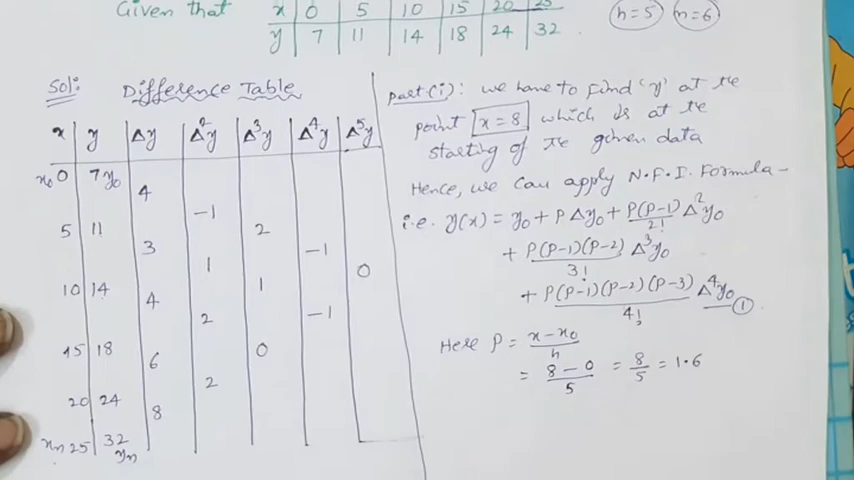 Given that
x 0 5 10 15 20 25
y 7 11 14 18 24 32
h=5 n=6
Sol: Difference Table
x y Δy Δ²y Δ³y Δ⁴y Δ⁵y
x₀ 0 7 y₀
4
-1
5 11 2
3 -1
1 0
10 14 1
4 -1
2
15 18 0
6
2
20 24
8
xₙ 25 32 yₙ
part(i): we have to find 'y' at the
point x = 8 which is at the
starting of the given data
Hence, we can apply N.F.I. Formula-
i.e. y(x) = y₀ + P Δy₀ + P(P-1)/2! Δ²y₀
+ P(P-1)(P-2)/3! Δ³y₀
+ P(P-1)(P-2)(P-3)/4! Δ⁴y₀ ①
Here P = x-x₀/h
= 8-0/5 = 8/5 = 1.6